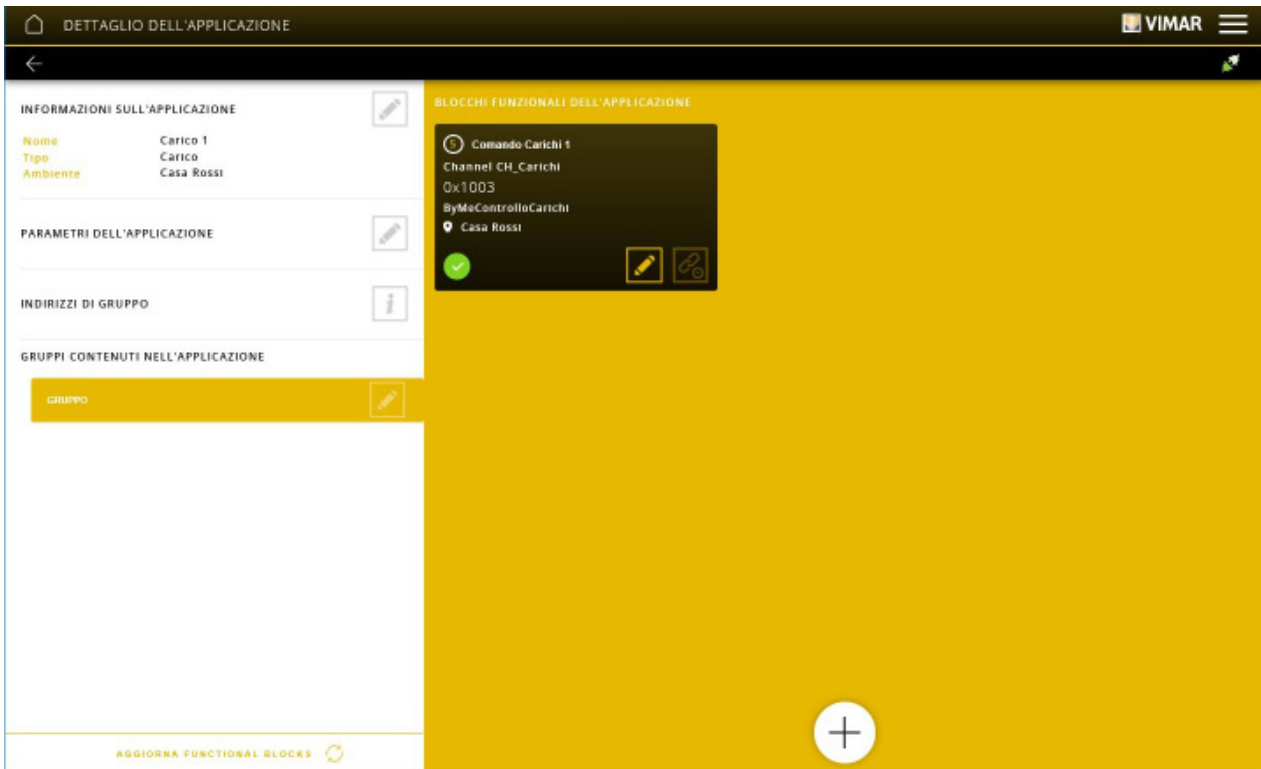 DETTAGLIO DELL'APPLICAZIONE
VIMAR
INFORMAZIONI SULL'APPLICAZIONE
Nome Carico 1
Tipo Carico
Ambiente Casa Rossi
PARAMETRI DELL'APPLICAZIONE
INDIRIZZI DI GRUPPO
GRUPPI CONTENUTI NELL'APPLICAZIONE
GRUPPO
AGGIORNA FUNCTIONAL BLOCKS
BLOCCHI FUNZIONALI DELL'APPLICAZIONE
5 Comando Carichi 1
Channel CH_Carichi
0x1003
ByMeControlloCarichi
Casa Rossi